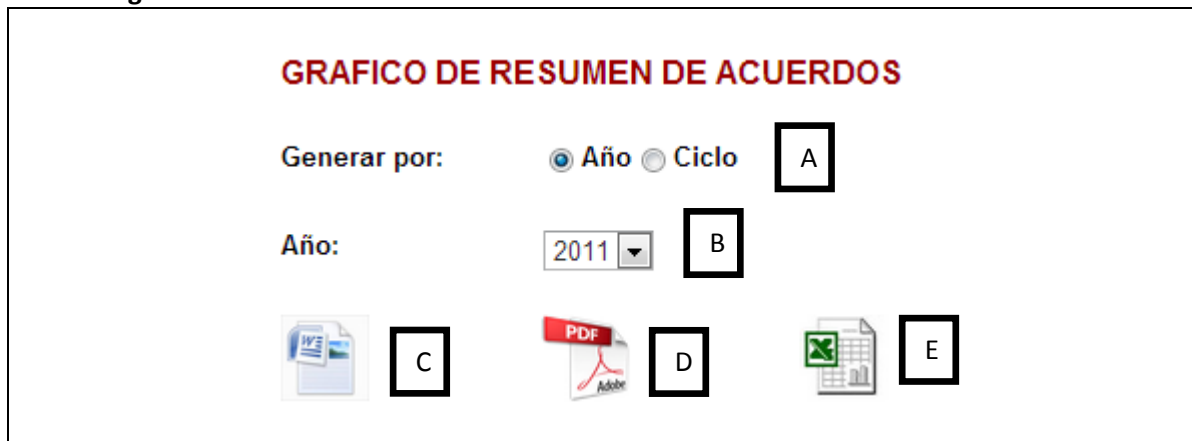 GRAFICO DE RESUMEN DE ACUERDOS
Generar por: Año Ciclo A
Año: 2011 B
W C PDF Adobe D X E